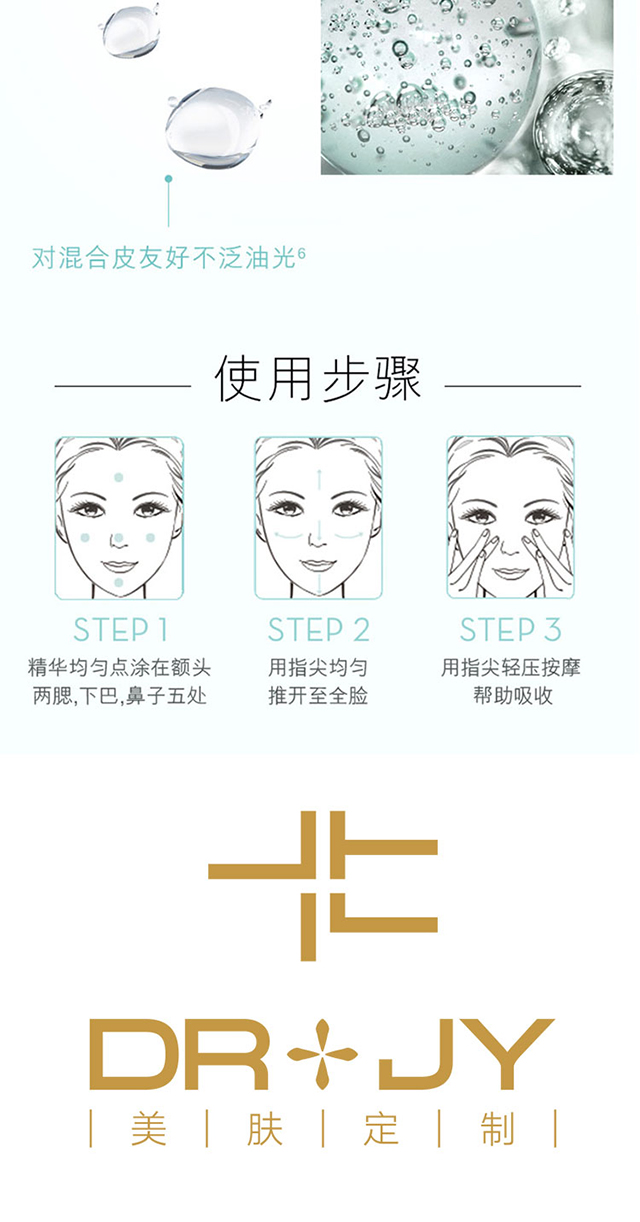 对混合皮友好不泛油光6
使用步骤
STEP 1
精华均匀点涂在额头
两腮,下巴,鼻子五处
STEP 2
用指尖均匀
推开至全脸
STEP 3
用指尖轻压按摩
帮助吸收
DR JY
美肤定制